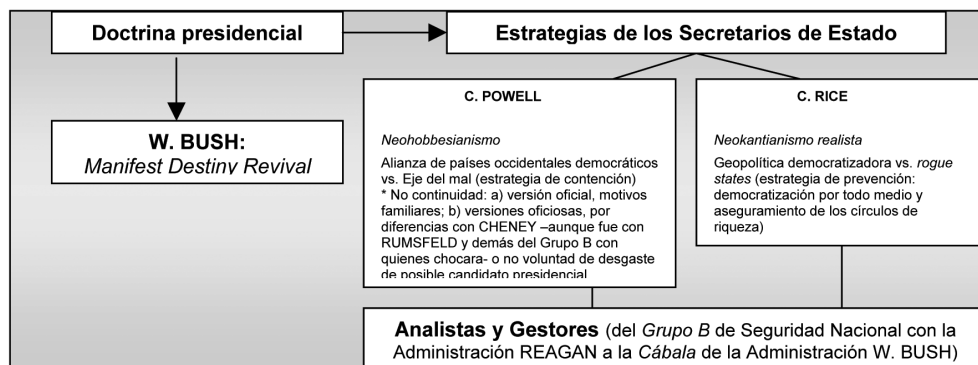 Doctrina presidencial
Estrategias de los Secretarios de Estado
W. BUSH:
Manifest Destiny Revival
C. POWELL
Neohobbesianismo
Alianza de países occidentales democráticos
vs. Eje del mal (estrategia de contención)
* No continuidad: a) versión oficial, motivos
familiares; b) versiones oficiosas, por
diferencias con CHENEY –aunque fue con
RUMSFELD y demás del Grupo B con
quienes chocara- o no voluntad de desgaste
de posible candidato presidencial
C. RICE
Neokantianismo realista
Geopolítica democratizadora vs. rogue
states (estrategia de prevención:
democratización por todo medio y
aseguramiento de los círculos de
riqueza)
Analistas y Gestores (del Grupo B de Seguridad Nacional con la
Administración REAGAN a la Cábala de la Administración W. BUSH)